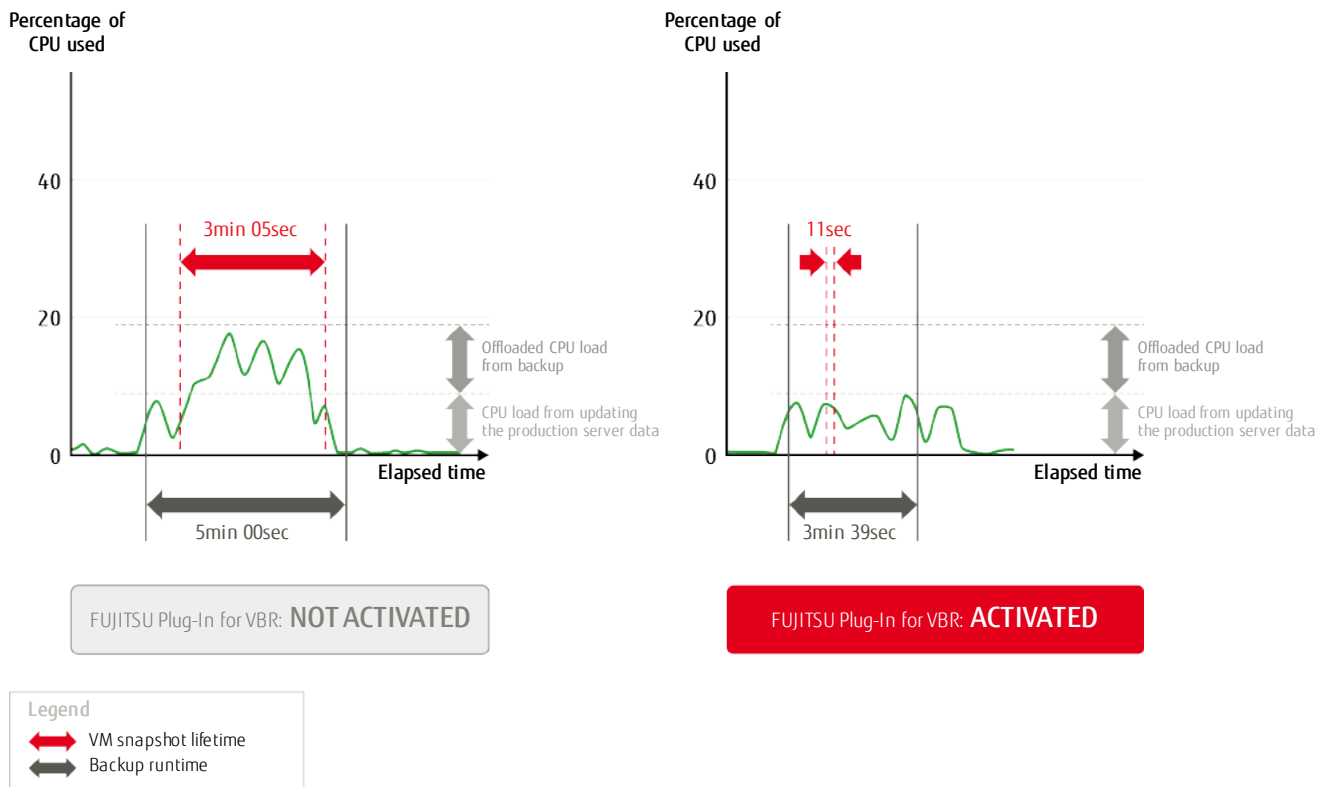 Percentage of
CPU used
40
20
0
3min 05sec
Offloaded CPU load
from backup
CPU load from updating
the production server data
Elapsed time
5min 00sec
FUJITSU Plug-In for VBR: NOT ACTIVATED
Percentage of
CPU used
40
20
0
11sec
Offloaded CPU load
from backup
CPU load from updating
the production server data
Elapsed time
3min 39sec
FUJITSU Plug-In for VBR: ACTIVATED
Legend
VM snapshot lifetime
Backup runtime